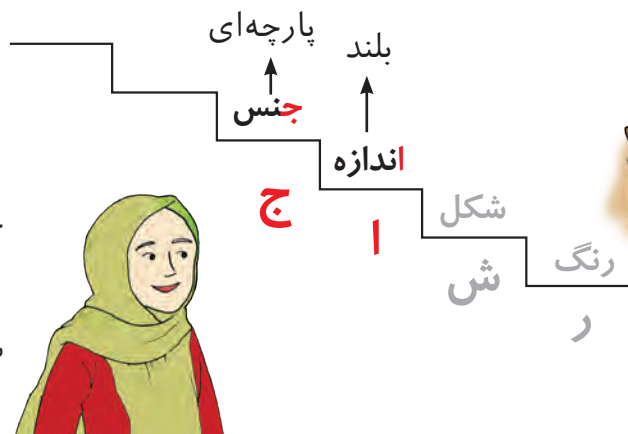 پارچه‌ای
بلند
جنس
اندازه
شکل
رنگ
ج
ا
ش
ر